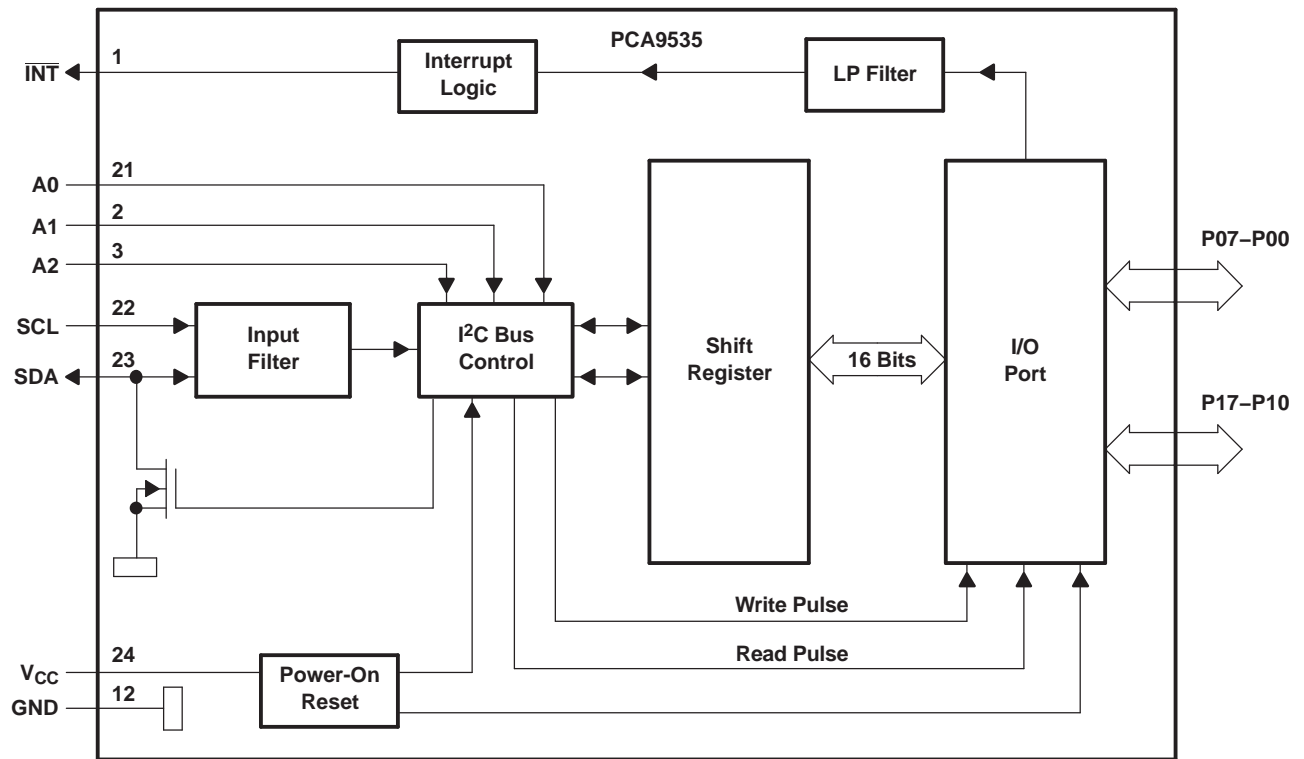 PCA9535
INT
1
Interrupt
Logic
LP Filter
A0
21
A1
2
A2
3
SCL
22
SDA
23
Input
Filter
I²C Bus
Control
Shift
Register
16 Bits
I/O
Port
P07–P00
P17–P10
Write Pulse
Read Pulse
VCC
24
GND
12
Power-On
Reset